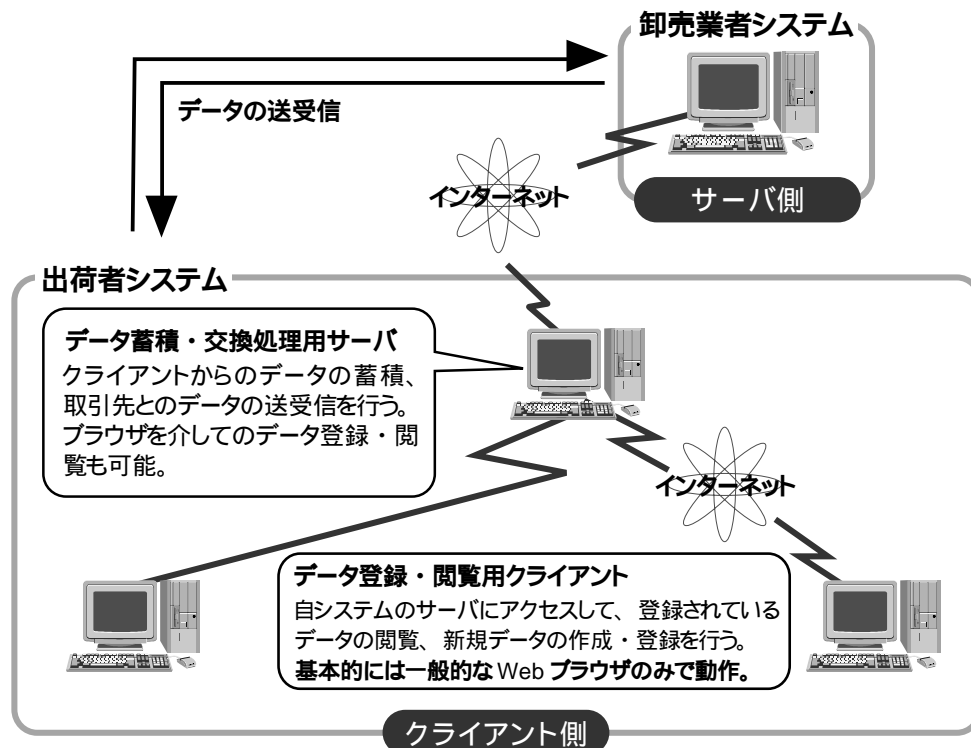 卸売業者システム
データの送受信
インターネット
サーバ側
出荷者システム
データ蓄積・交換処理用サーバ
クライアントからのデータの蓄積、
取引先とのデータの送受信を行う。
ブラウザを介してのデータ登録・閲
覧も可能。
インターネット
データ登録・閲覧用クライアント
自システムのサーバにアクセスして、登録されている
データの閲覧、新規データの作成・登録を行う。
基本的には一般的なWebブラウザのみで動作。
クライアント側